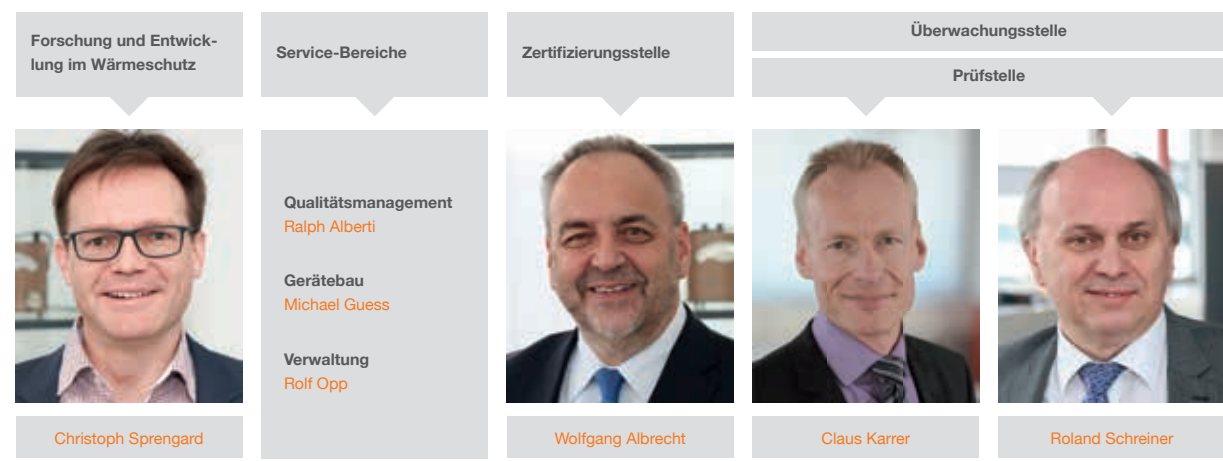 Forschung und Entwick-
lung im Wärmeschutz
Service-Bereiche
Zertifizierungsstelle
Überwachungsstelle
Prüfstelle
Qualitätsmanagement
Ralph Alberti
Gerätebau
Michael Guess
Verwaltung
Rolf Opp
Christoph Sprengard
Wolfgang Albrecht
Claus Karrer
Roland Schreiner